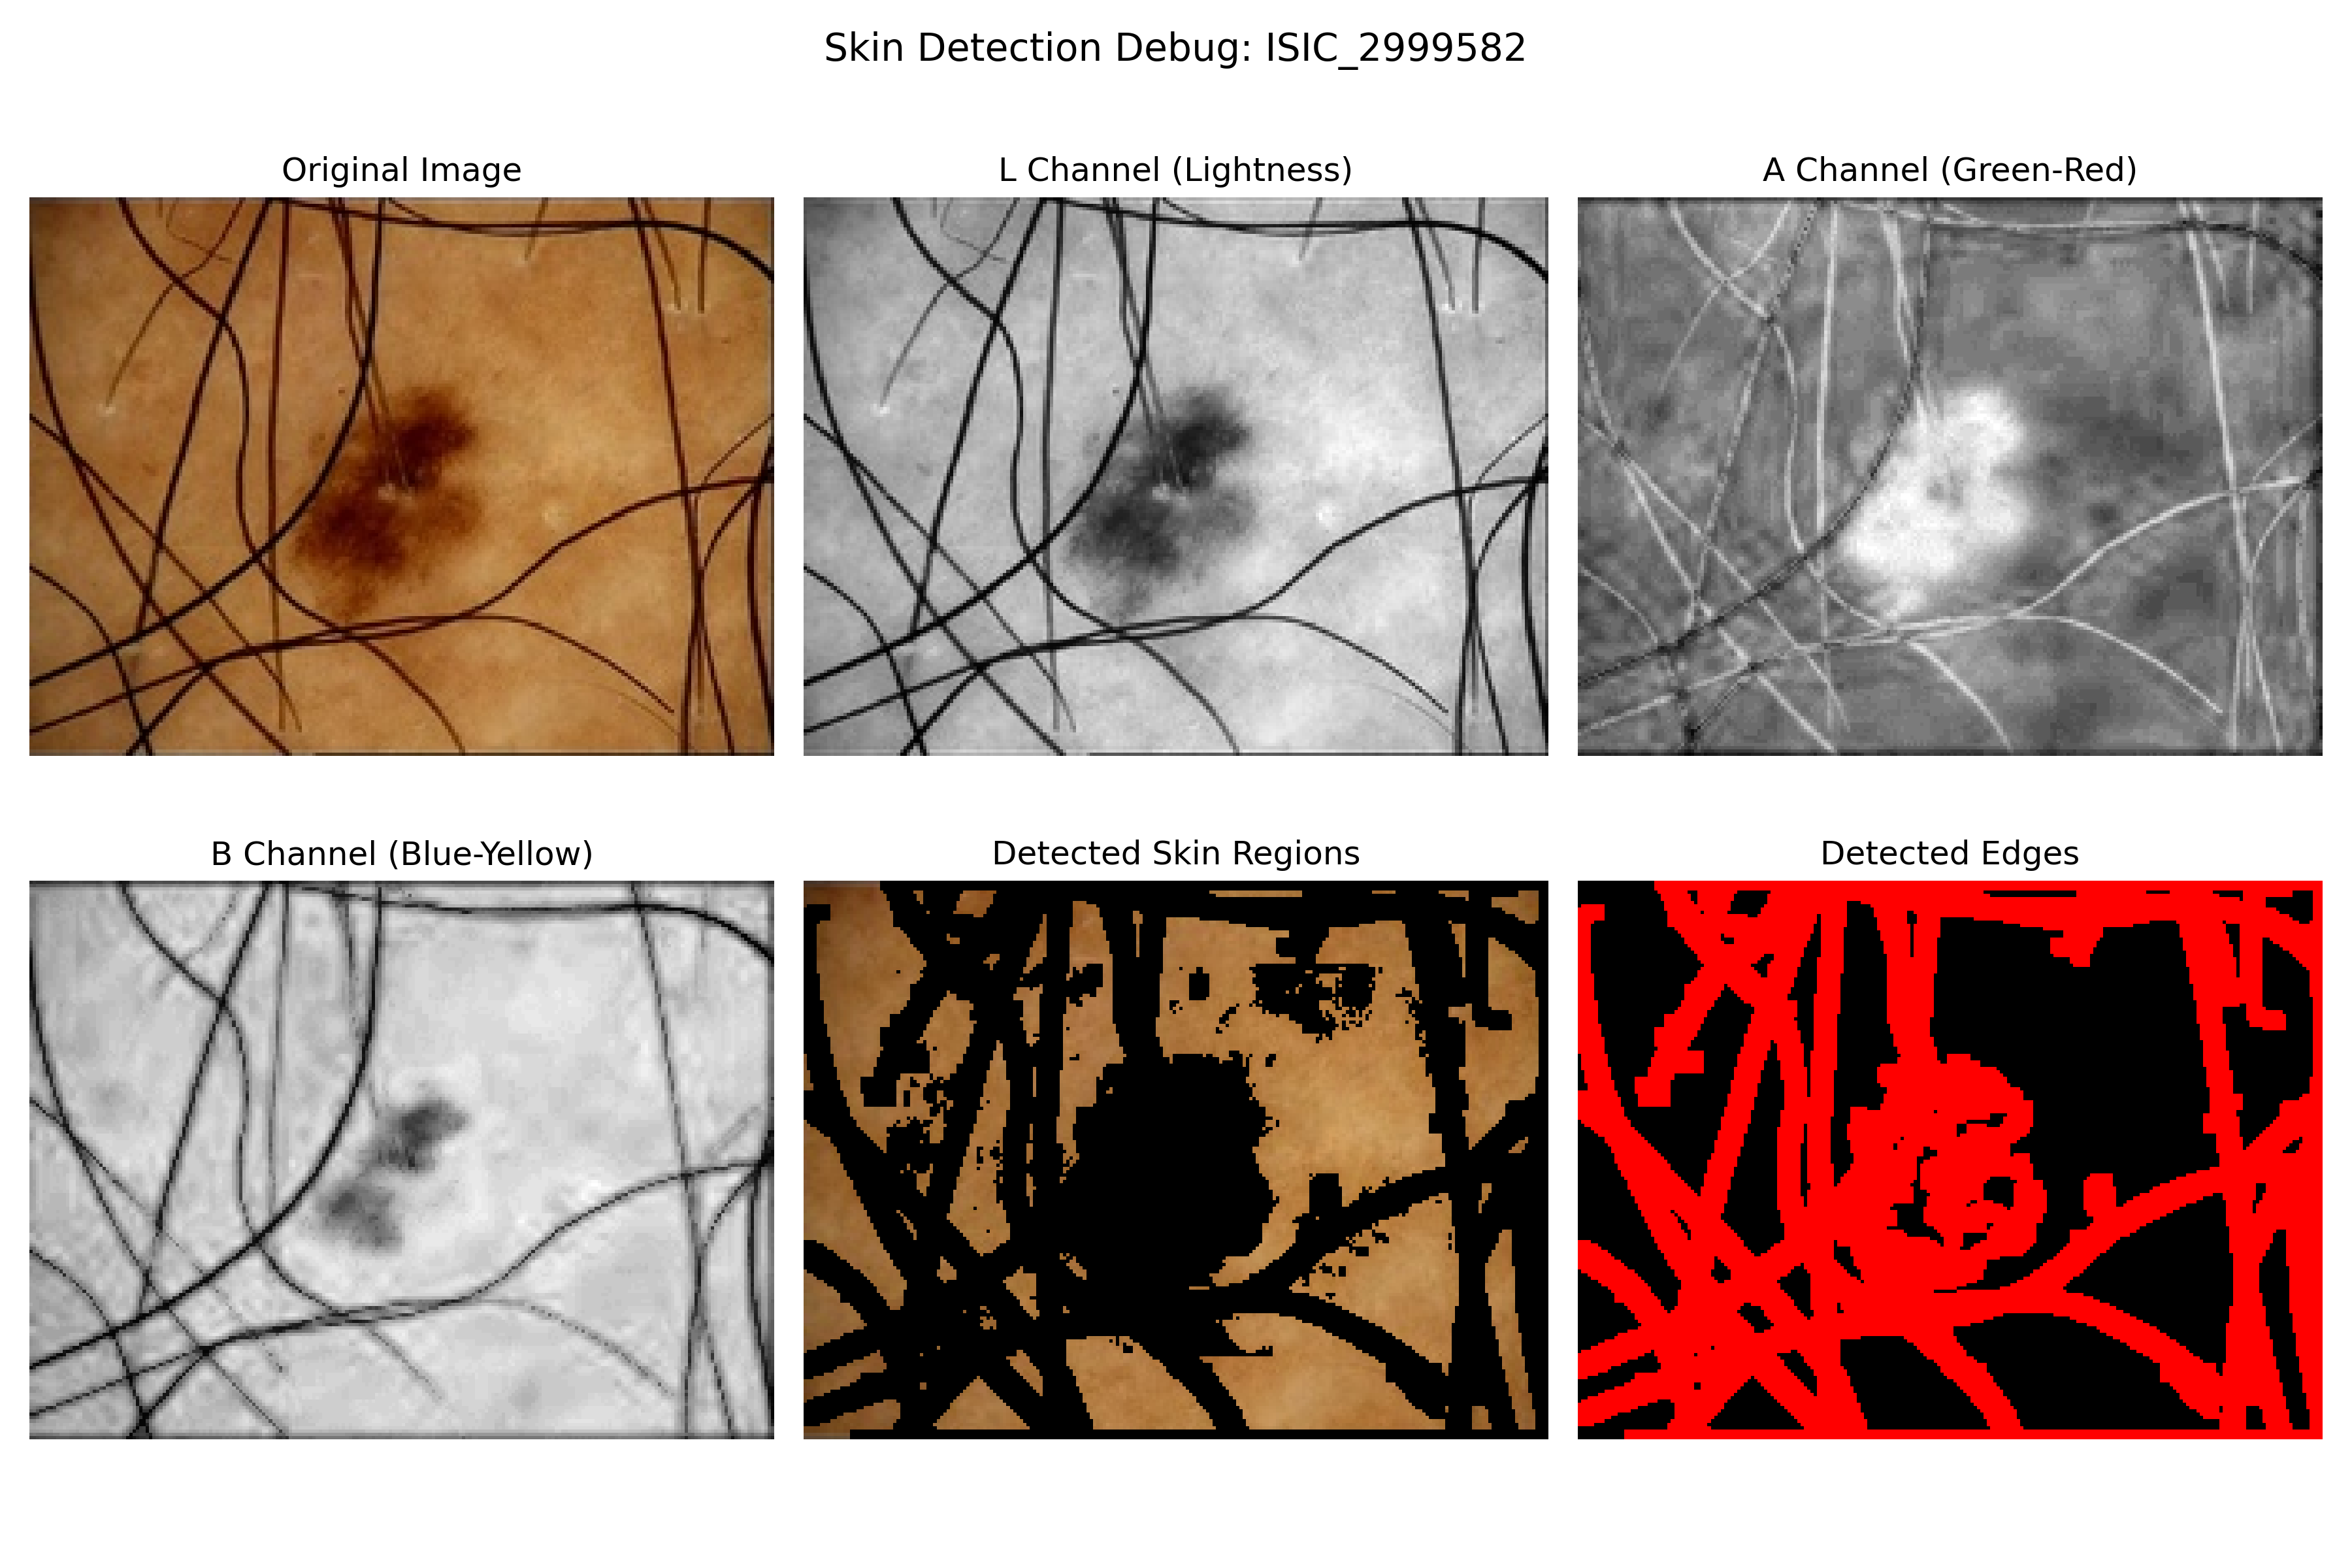 Skin Detection Debug: ISIC_2999582
Original Image
L Channel (Lightness)
A Channel (Green-Red)
B Channel (Blue-Yellow)
Detected Skin Regions
Detected Edges